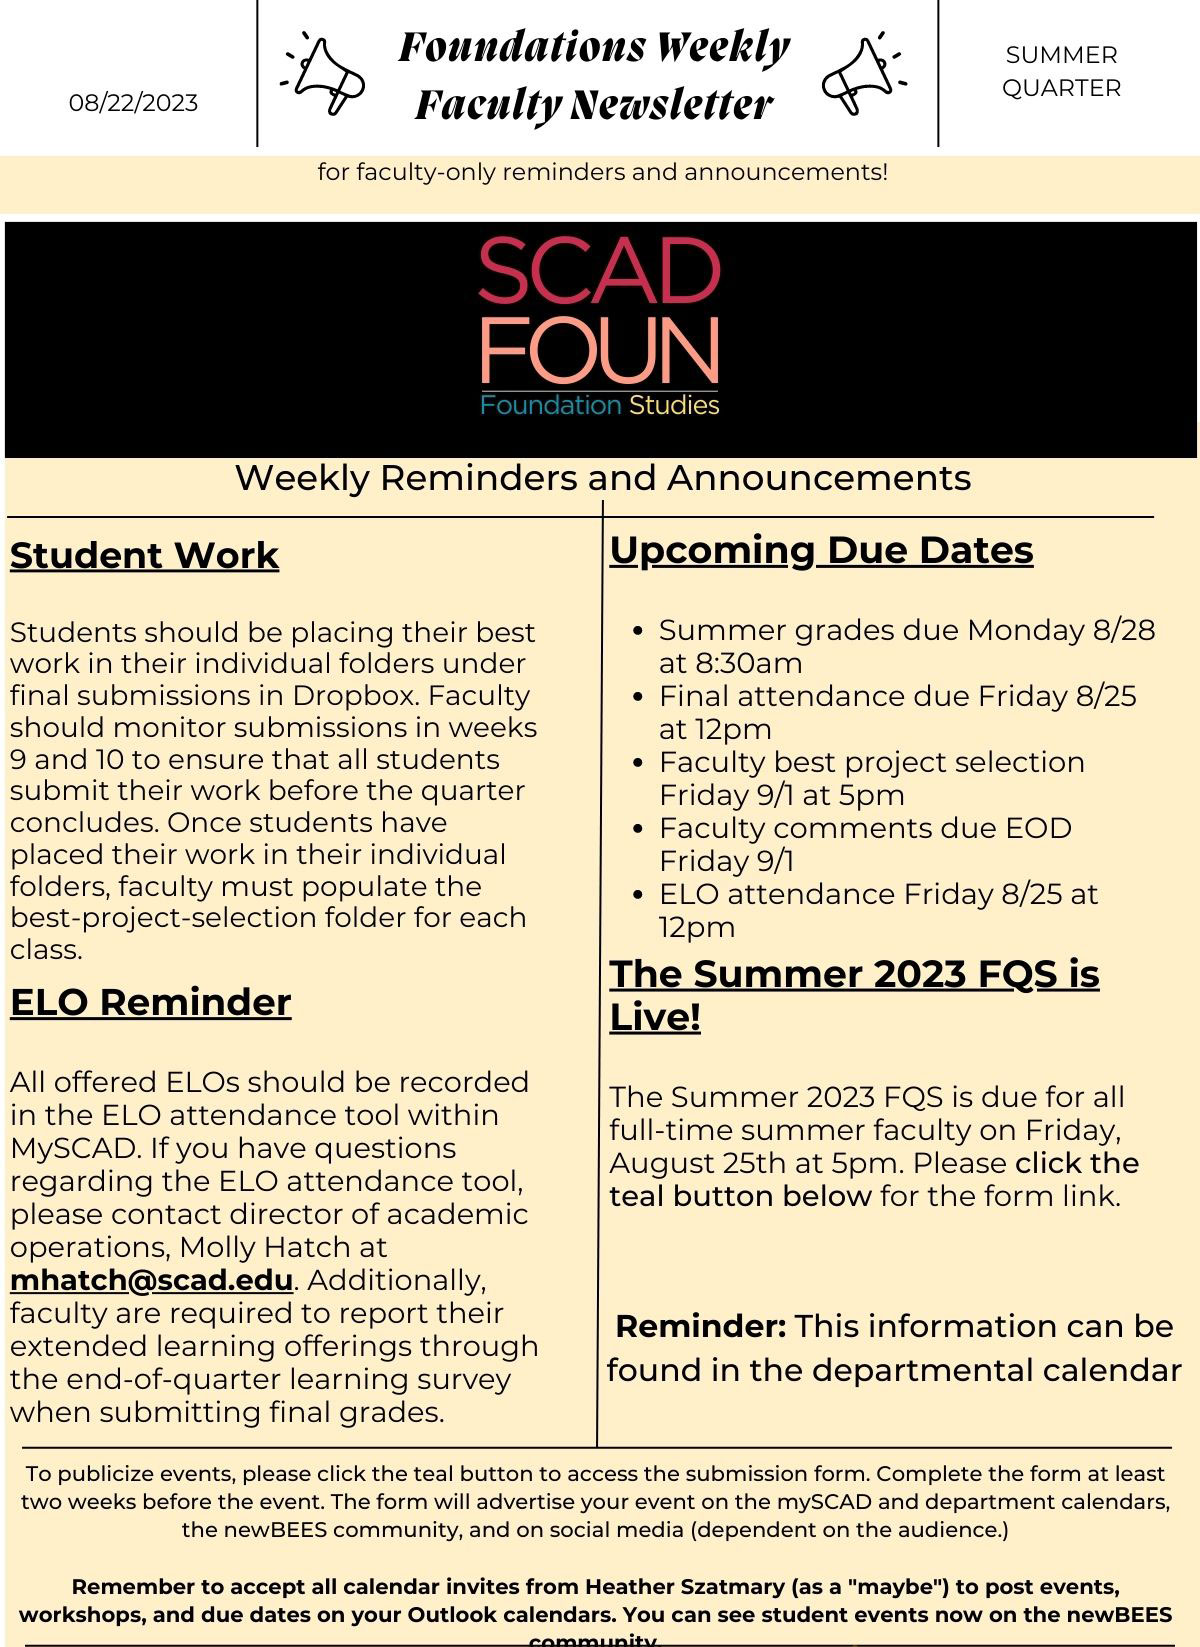 08/22/2023
Foundations Weekly
Faculty Newsletter
SUMMER
QUARTER
for faculty-only reminders and announcements!
SCAD
FOUN
Foundation Studies
Weekly Reminders and Announcements
Student Work
Students should be placing their best
work in their individual folders under
final submissions in Dropbox. Faculty
should monitor submissions in weeks
9 and 10 to ensure that all students
submit their work before the quarter
concludes. Once students have
placed their work in their individual
folders, faculty must populate the
best-project-selection folder for each
class.
ELO Reminder
All offered ELOs should be recorded
in the ELO attendance tool within
MySCAD. If you have questions
regarding the ELO attendance tool,
please contact director of academic
operations, Molly Hatch at
mhatch@scad.edu. Additionally,
faculty are required to report their
extended learning offerings through
the end-of-quarter learning survey
when submitting final grades.
Upcoming Due Dates
• Summer grades due Monday 8/28
at 8:30am
• Final attendance due Friday 8/25
at 12pm
• Faculty best project selection
Friday 9/1 at 5pm
• Faculty comments due EOD
Friday 9/1
• ELO attendance Friday 8/25 at
12pm
The Summer 2023 FQS is
Live!
The Summer 2023 FQS is due for all
full-time summer faculty on Friday,
August 25th at 5pm. Please click the
teal button below for the form link.
Reminder: This information can be
found in the departmental calendar
To publicize events, please click the teal button to access the submission form. Complete the form at least
two weeks before the event. The form will advertise your event on the mySCAD and department calendars,
the newBEES community, and on social media (dependent on the audience.)
Remember to accept all calendar invites from Heather Szatmary (as a "maybe") to post events,
workshops, and due dates on your Outlook calendars. You can see student events now on the newBEES
community.